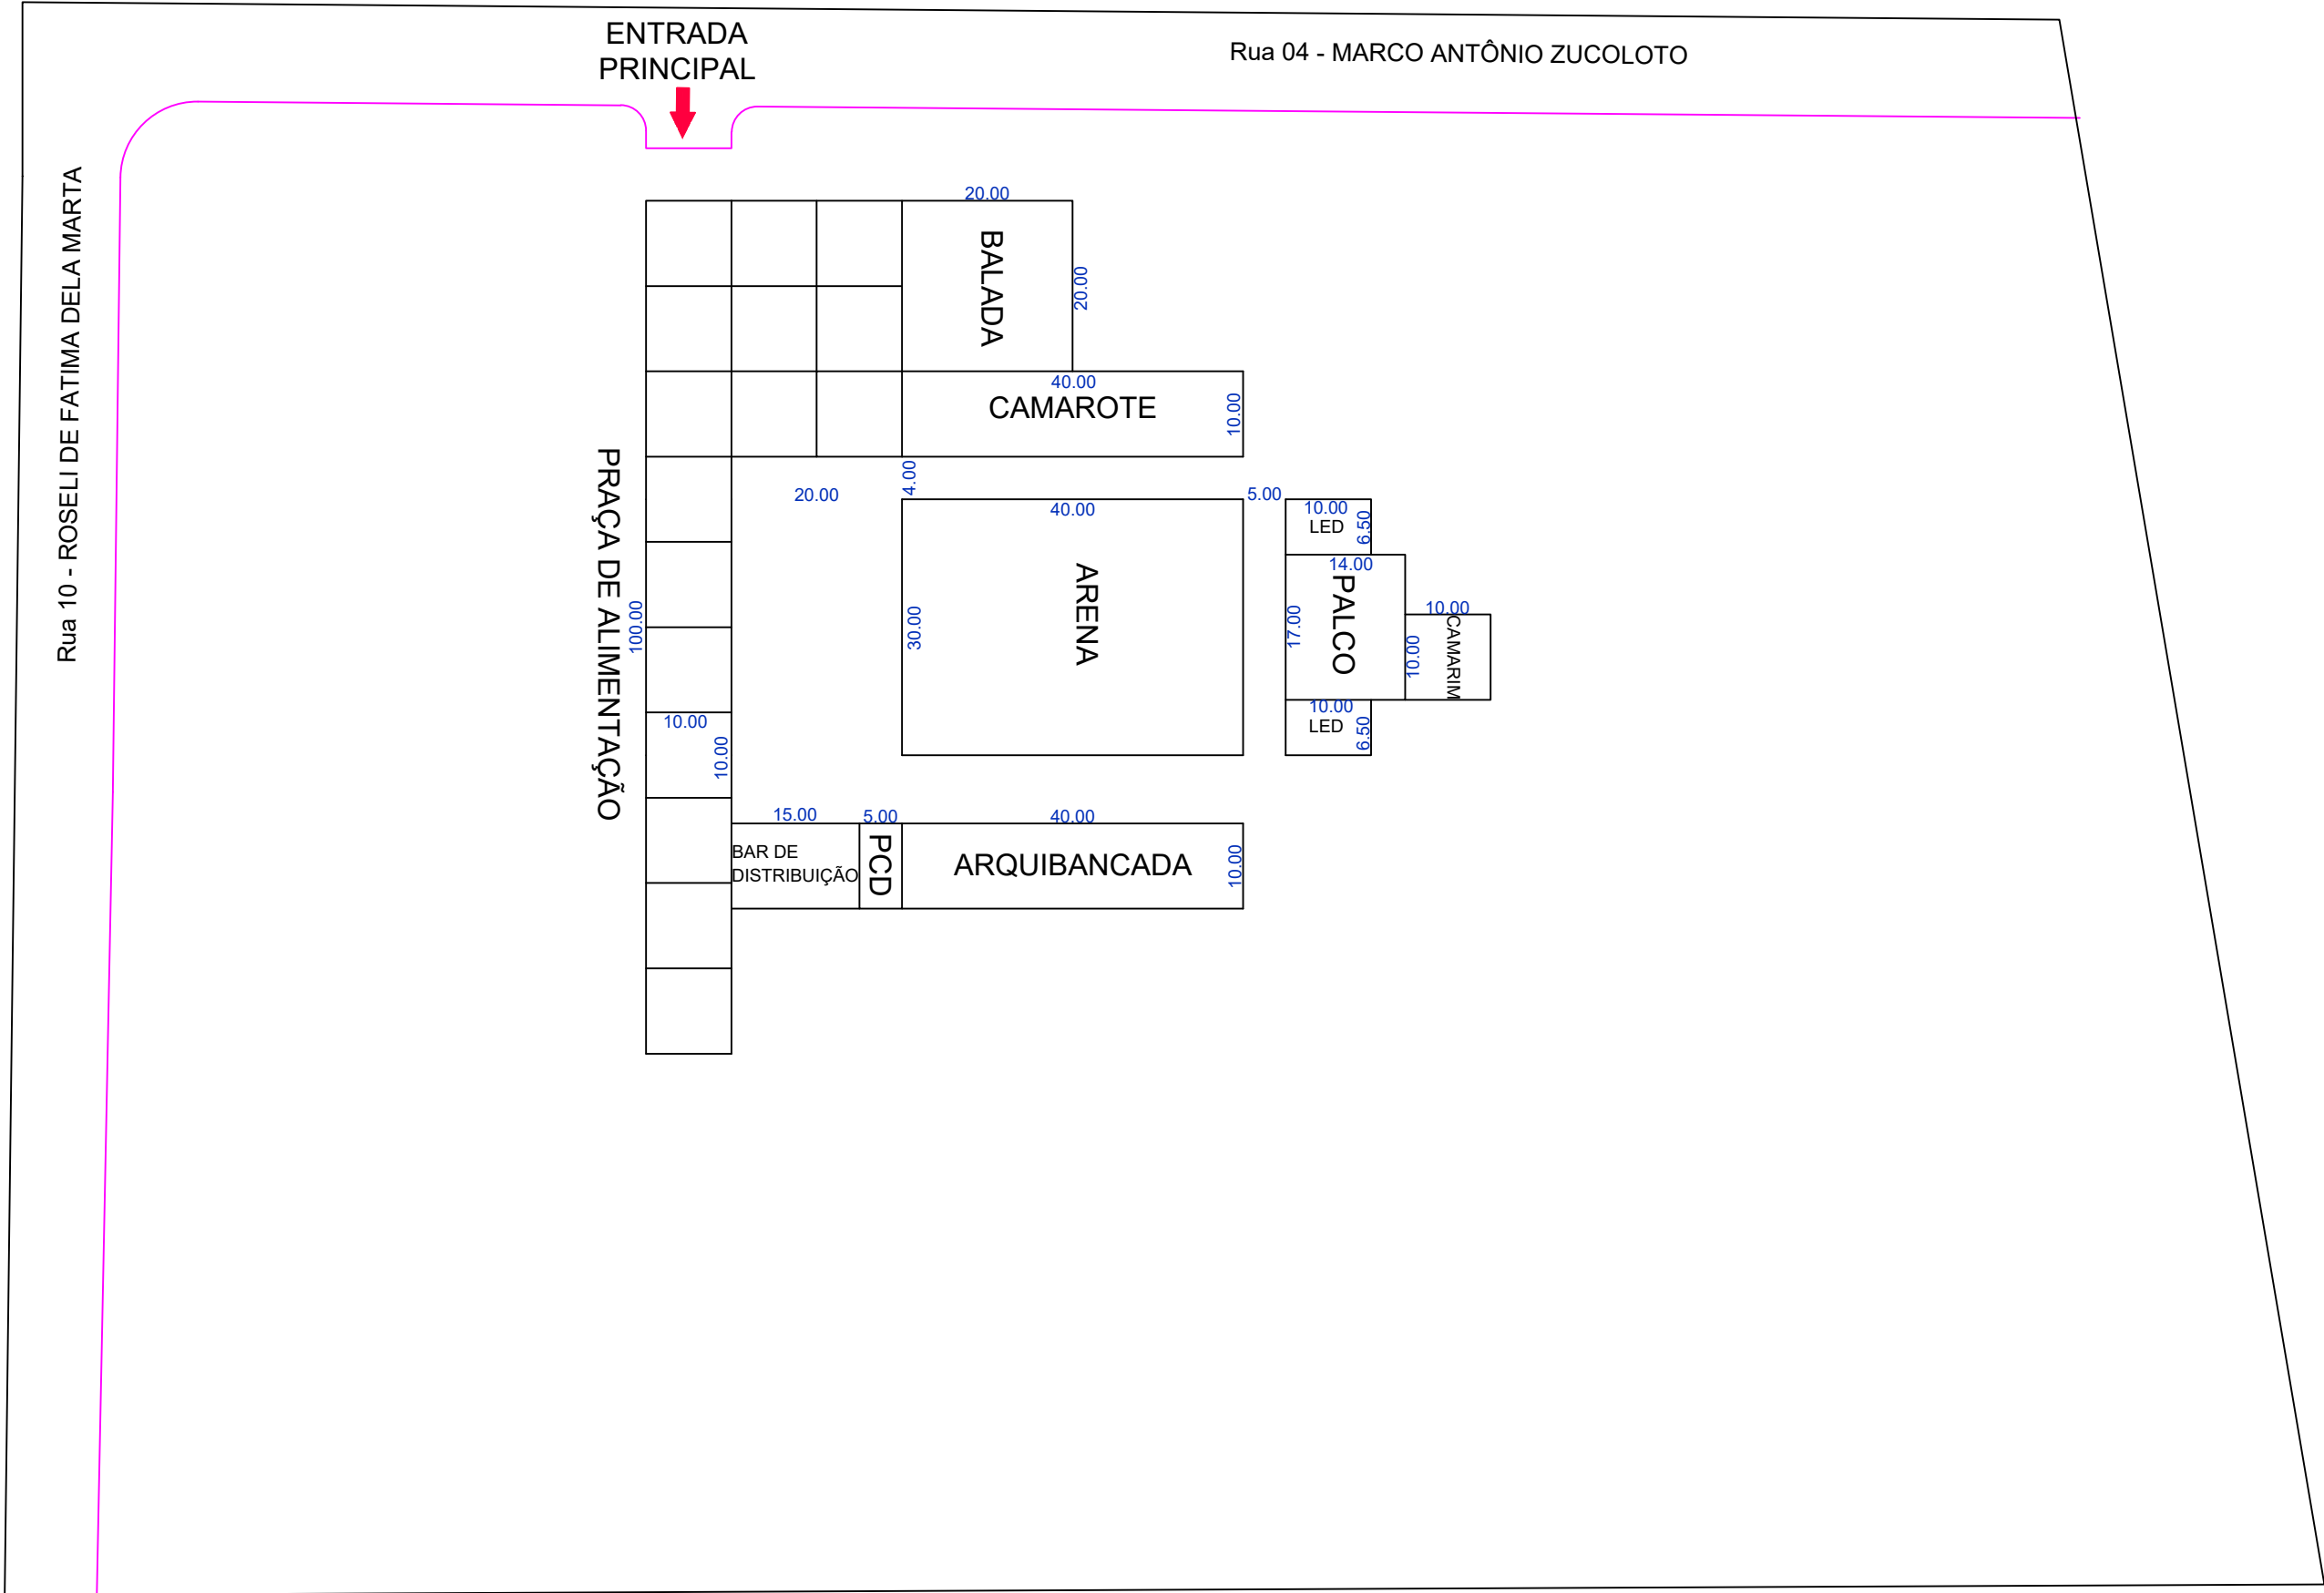 ENTRADA
PRINCIPAL
Rua 04 - MARCO ANTÔNIO ZUCOLOTO
Rua 10 - ROSELI DE FATIMA DELA MARTA
20.00
BALADA
20.00
40.00
CAMAROTE
10.00
PRAÇA DE ALIMENTAÇÃO
100.00
20.00
4.00
40.00
ARENA
30.00
5.00
10.00
LED
6.50
14.00
PALCO
17.00
10.00
CAMARIM
10.00
10.00
LED
6.50
10.00
10.00
15.00
BAR DE
DISTRIBUIÇÃO
5.00
PCD
40.00
ARQUIBANCADA
10.00